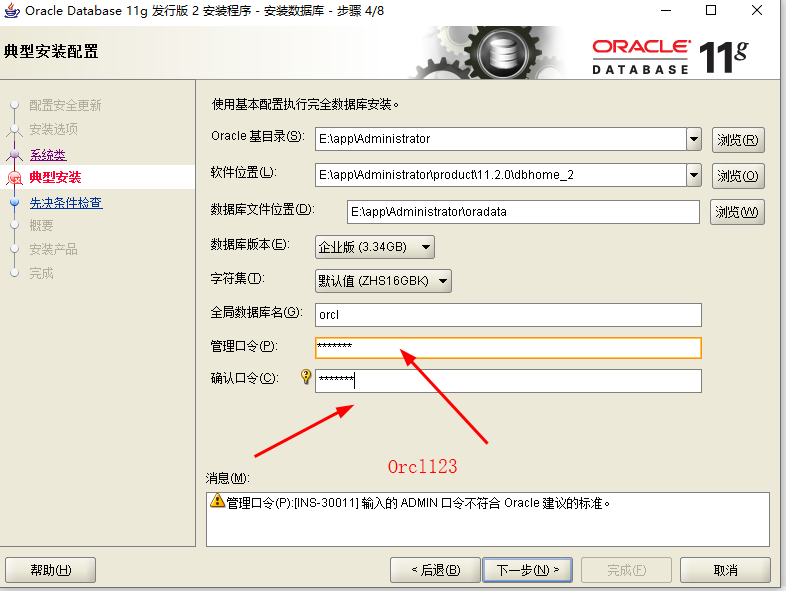 Oracle Database 11g 发行版 2 安装程序 - 安装数据库 - 步骤 4/8
典型安装配置
ORACLE DATABASE 11g
配置安全更新
安装选项
系统类
典型安装
先决条件检查
概要
安装产品
完成
使用基本配置执行完全数据库安装。
Oracle 基目录(S): E:\app\Administrator 浏览(R)
软件位置(L): E:\app\Administrator\product\11.2.0\dbhome_2 浏览(O)
数据库文件位置(D): E:\app\Administrator\oradata 浏览(W)
数据库版本(E): 企业版 (3.34GB)
字符集(T): 默认值 (ZHS16GBK)
全局数据库名(G): orcl
管理口令(P): *******
确认口令(C): *******
Orcl123
消息(M):
管理口令(P):[INS-30011] 输入的 ADMIN 口令不符合 Oracle 建议的标准。
帮助(H) < 后退(B) 下一步(N) > 完成(F) 取消